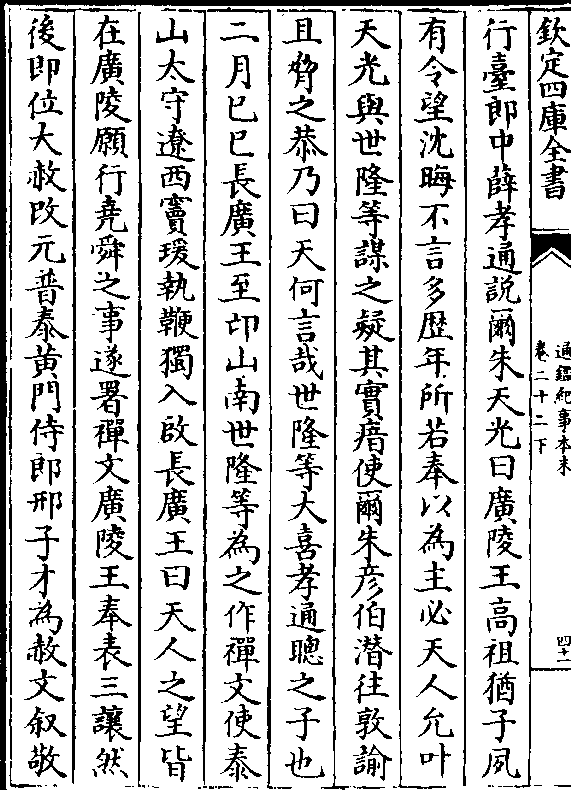 欽定四庫全書
通鑑紀事本末
卷二十二下
四十二
行臺郎中薛孝通說爾朱天光曰廣陵王高祖猶子夙
有令望沈晦不言多歴年所若奉以為主必天人允叶
天光與世隆等謀之疑其實瘖使爾朱彦伯潛往敦諭
且脅之恭乃曰天何言哉世隆等大喜孝通聰之子也
二月己巳長廣王至邙山南世隆等為之作禪文使泰
山太守遼西竇瑗執鞭獨入啟長廣王曰天人之望皆
在廣陵願行堯舜之事遂署禪文廣陵王奉表三讓然
後即位大赦改元普泰黄門侍郎邢子才為赦文叙敬